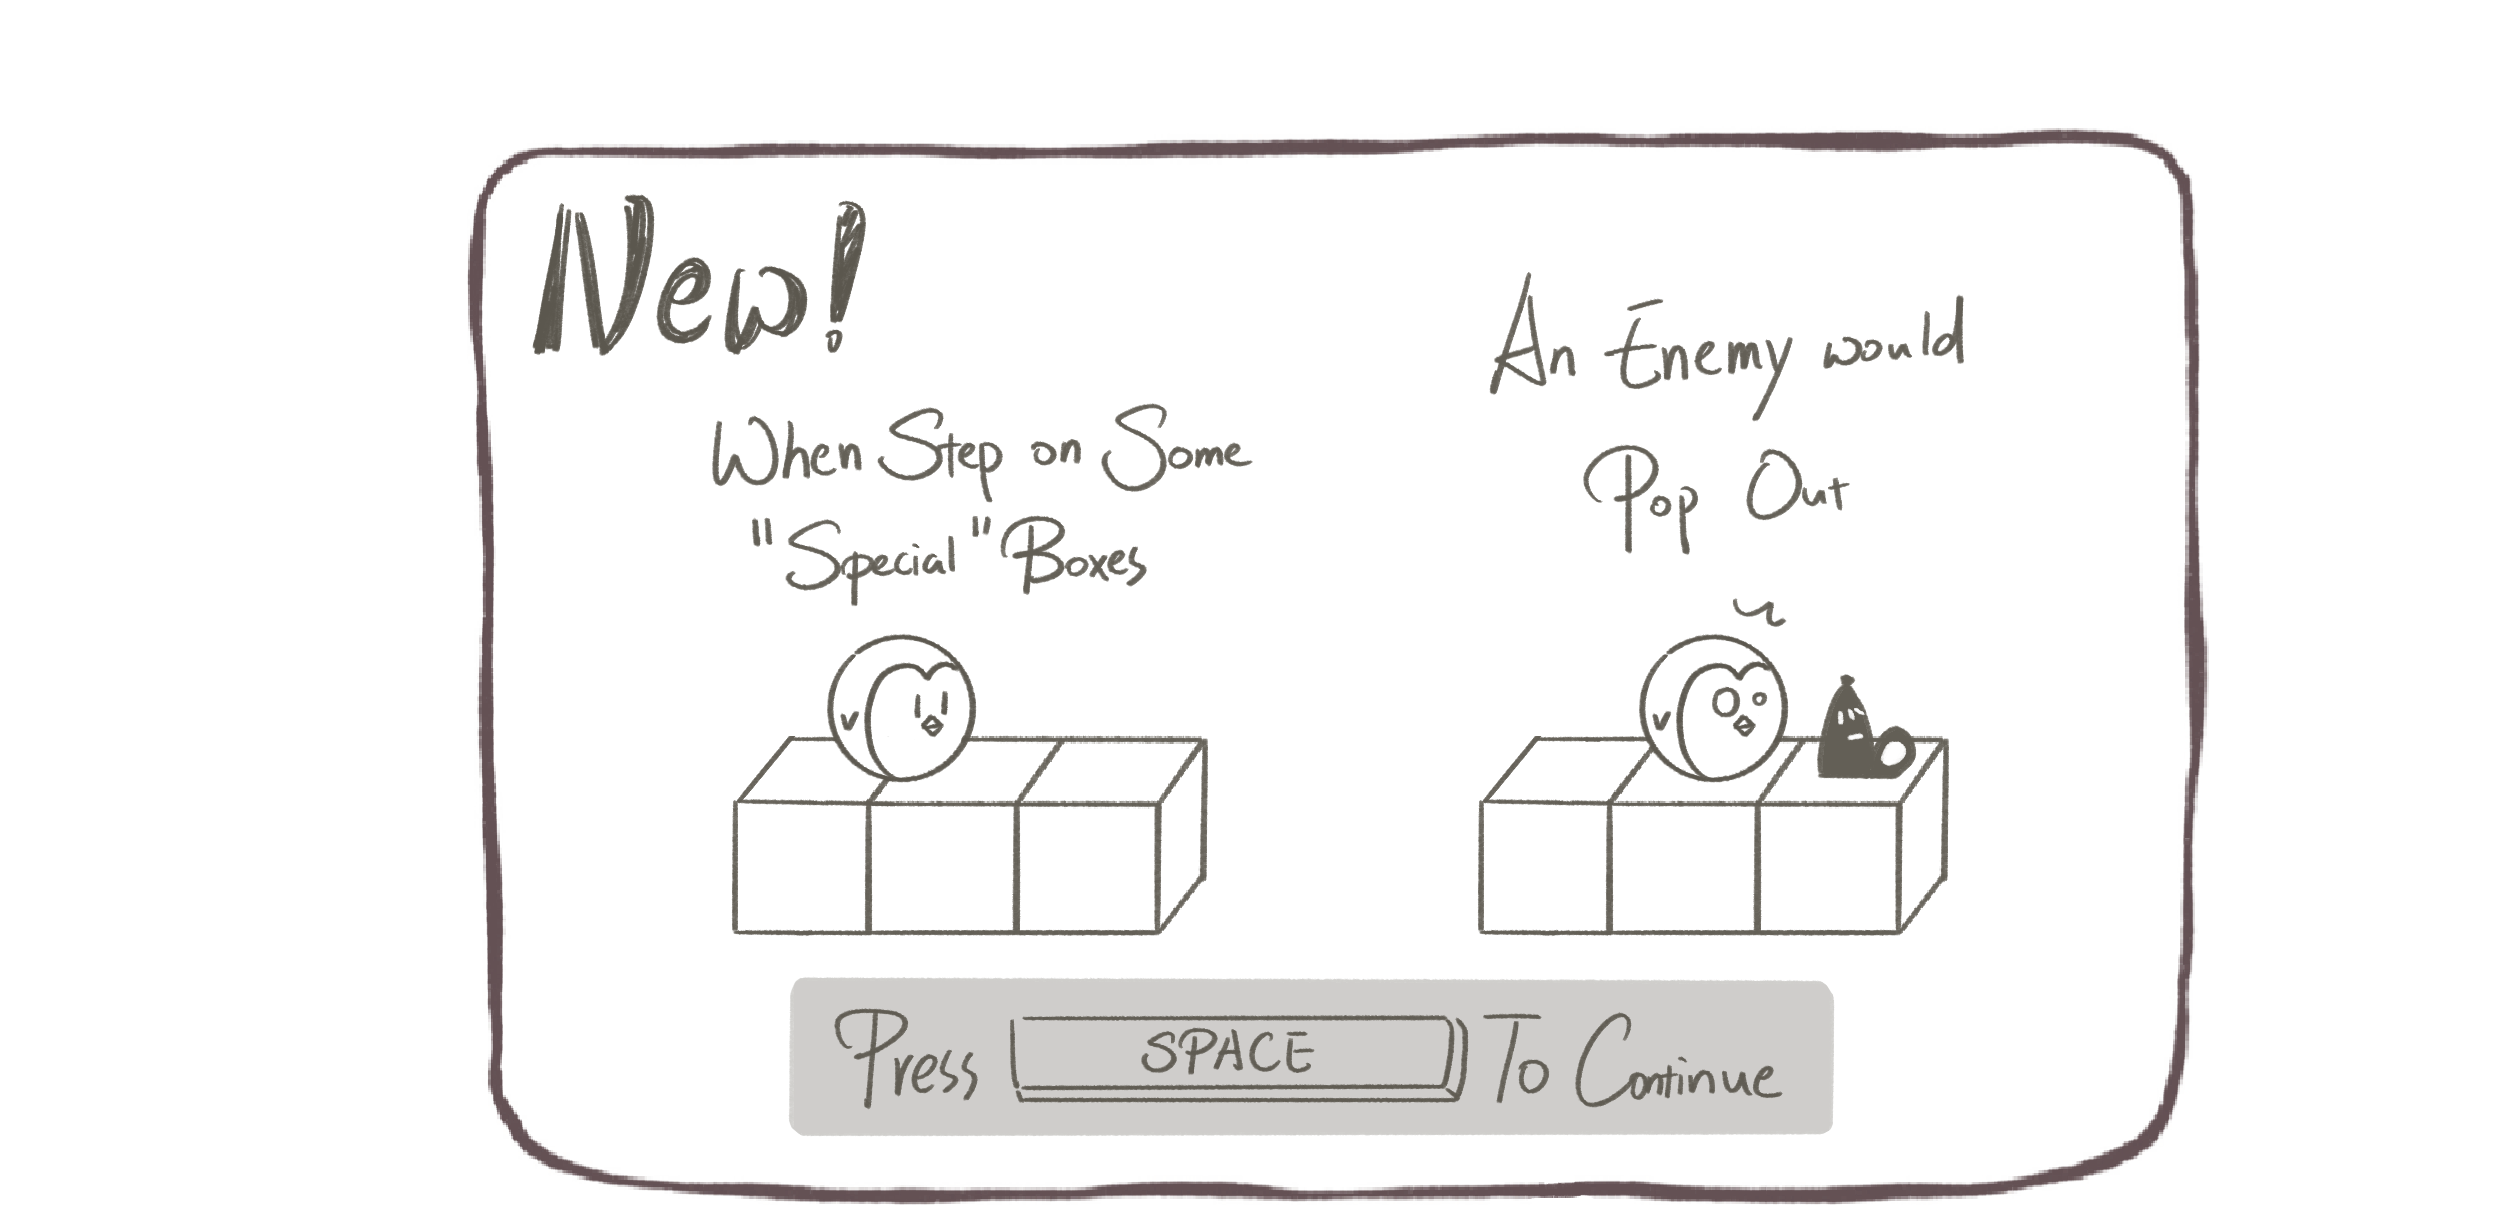 New!
When Step on Some
"Special" Boxes
An Enemy would
Pop Out
Press SPACE To Continue